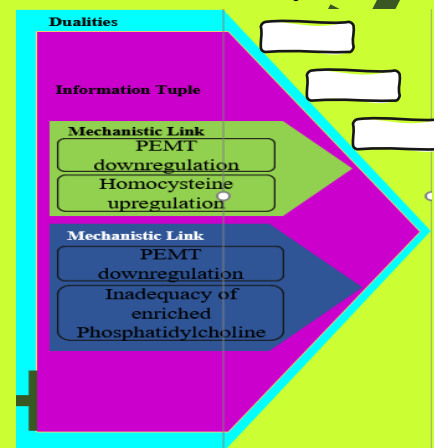 Dualities
Information Tuple
Mechanistic Link
PEMT
downregulation
Homocysteine
upregulation
Mechanistic Link
PEMT
downregulation
Inadequacy of
enriched
Phosphatidylcholine